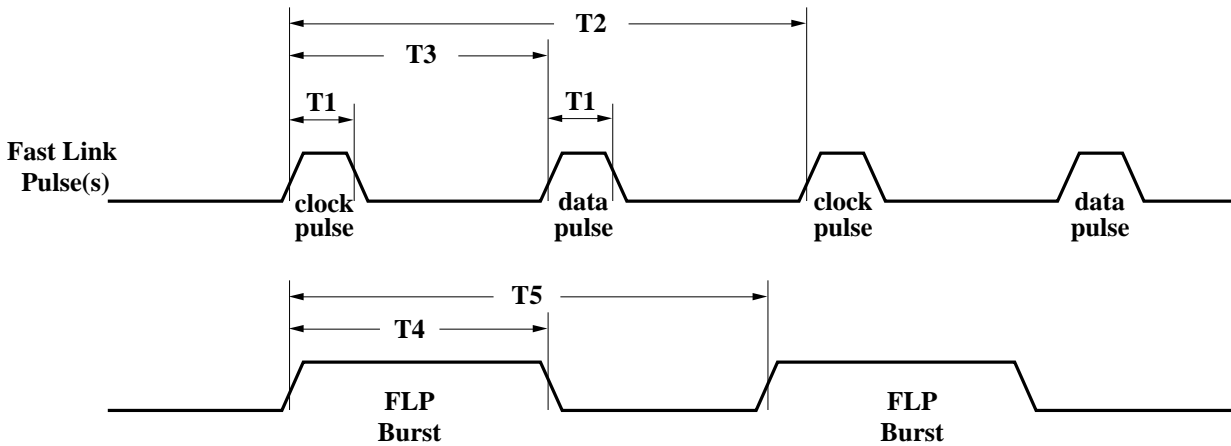 T2
T3
T1
T1
Fast Link
Pulse(s)
clock
pulse
data
pulse
clock
pulse
data
pulse
T5
T4
FLP
Burst
FLP
Burst